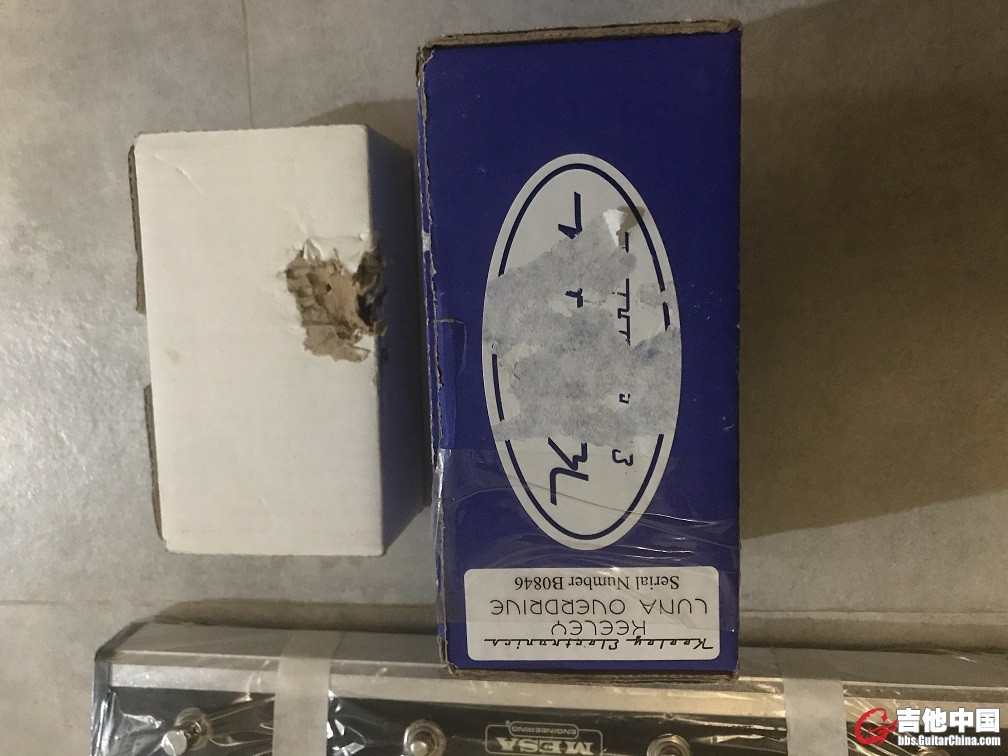 Keeley Electronics
KEELEY
LUNA OVERDRIVE
Serial Number B0846
MESA
ENGINEERING
吉他中国
bbs.GuitarChina.com